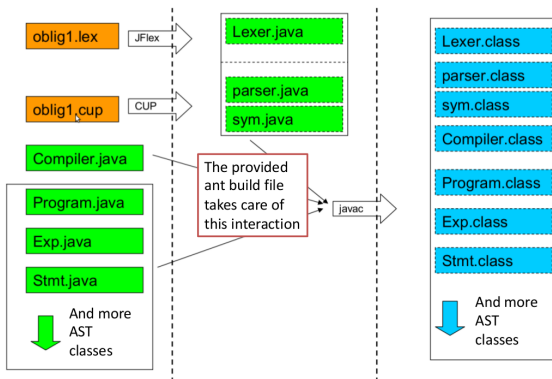 oblig1.lex
JFlex
Lexer.java
Lexer.class
parser.java
parser.class
oblig1.cup
CUP
sym.java
sym.class
Compiler.java
Compiler.class
The provided
ant build file
takes care of
this interaction
Program.java
javac
Program.class
Exp.java
Exp.class
Stmt.java
Stmt.class
And more
AST
classes
And more
AST
classes